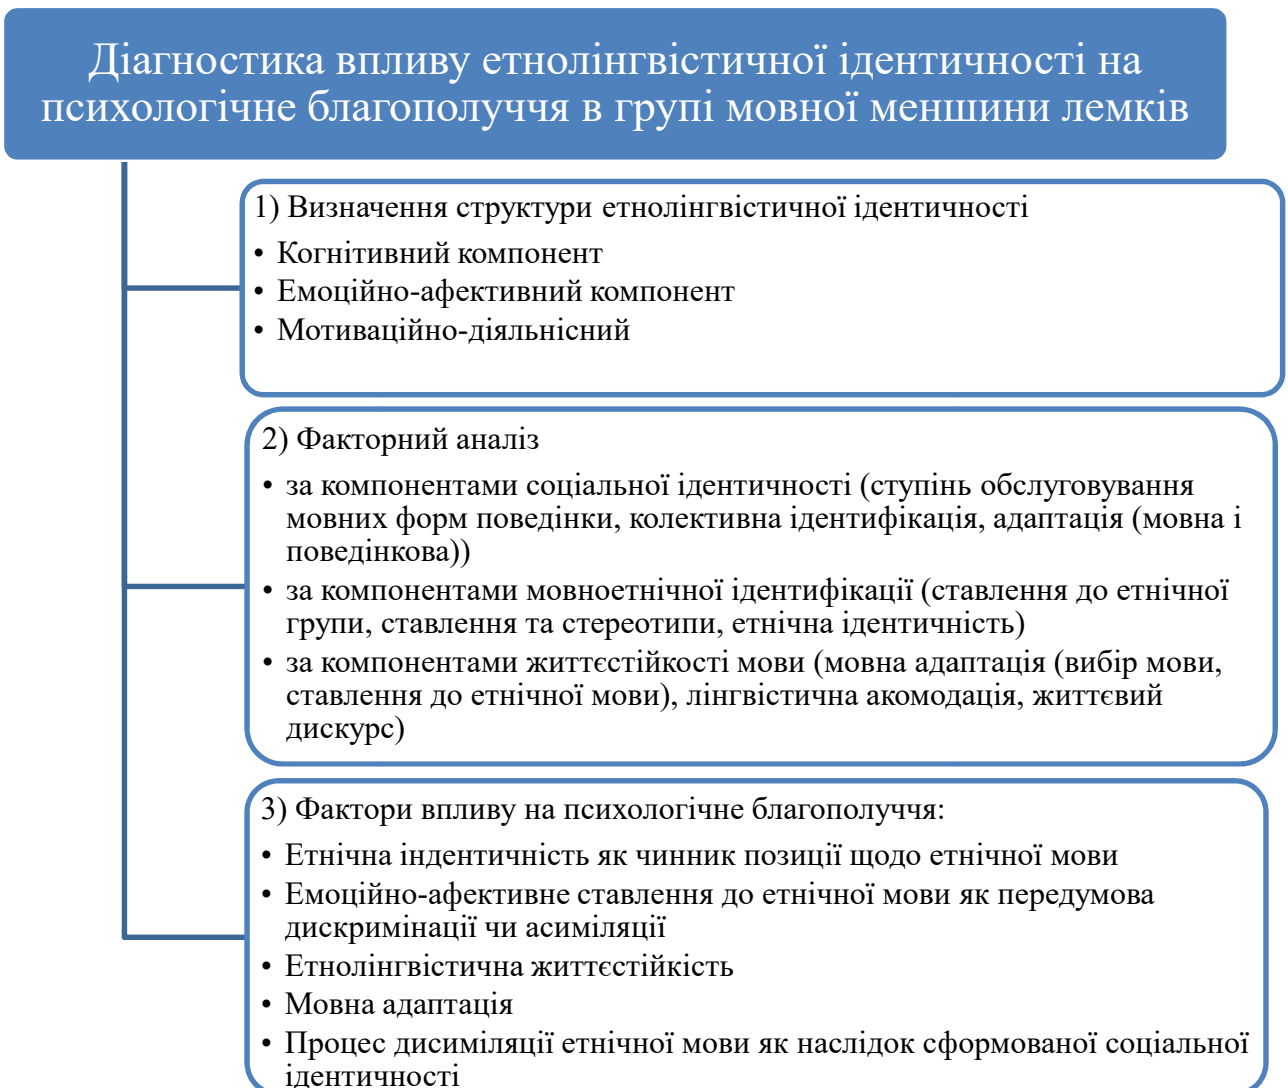 Діагностика впливу етнолінгвістичної ідентичності на
психологічне благополуччя в групі мовної меншини лемків
1) Визначення структури етнолінгвістичної ідентичності
• Когнітивний компонент
• Емоційно-афективний компонент
• Мотиваційно-діяльнісний
2) Факторний аналіз
• за компонентами соціальної ідентичності (ступінь обслуговування
мовних форм поведінки, колективна ідентифікація, адаптація (мовна і
поведінкова))
• за компонентами мовноетнічної ідентифікації (ставлення до етнічної
групи, ставлення та стереотипи, етнічна ідентичність)
• за компонентами життєстійкості мови (мовна адаптація (вибір мови,
ставлення до етнічної мови), лінгвістична акомодація, життєвий
дискурс)
3) Фактори впливу на психологічне благополуччя:
• Етнічна індентичність як чинник позиції щодо етнічної мови
• Емоційно-афективне ставлення до етнічної мови як передумова
дискримінації чи асиміляції
• Етнолінгвістична життєстійкість
• Мовна адаптація
• Процес дисиміляції етнічної мови як наслідок сформованої соціальної
ідентичності